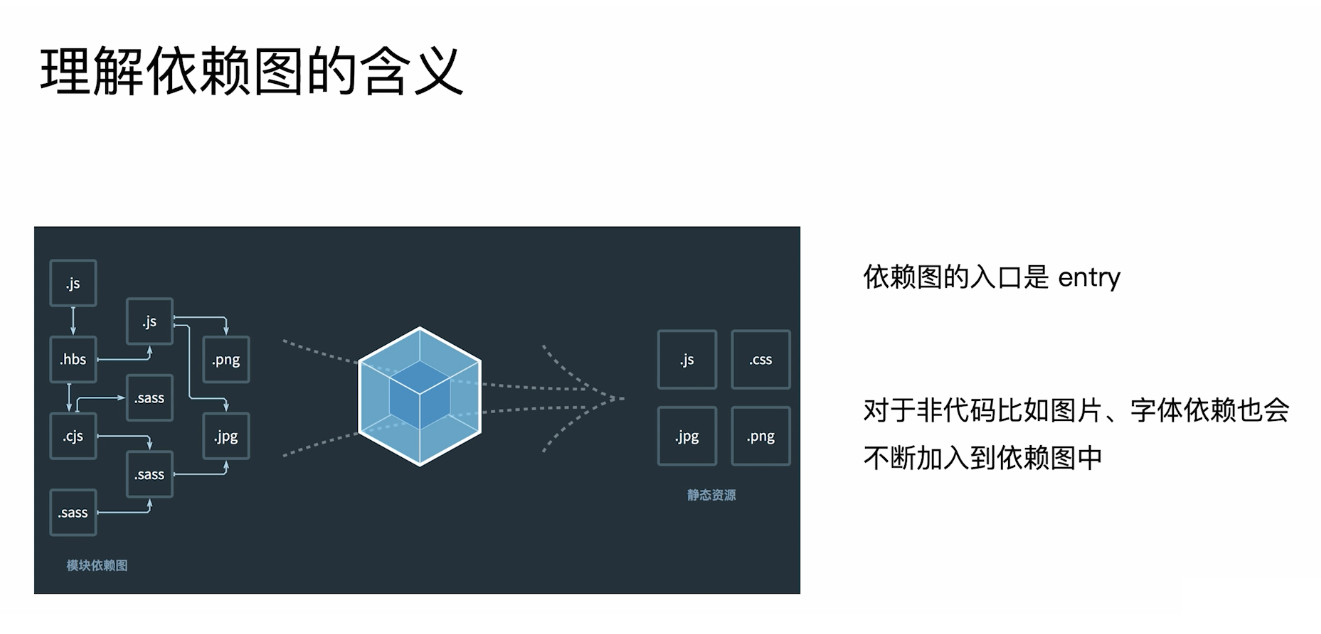 理解依赖图的含义
.js
.js
.hbs
.png
.sass
.cjs
.jpg
.sass
.sass
模块依赖图
.js
.css
.jpg
.png
静态资源
依赖图的入口是 entry
对于非代码比如图片、字体依赖也会
不断加入到依赖图中